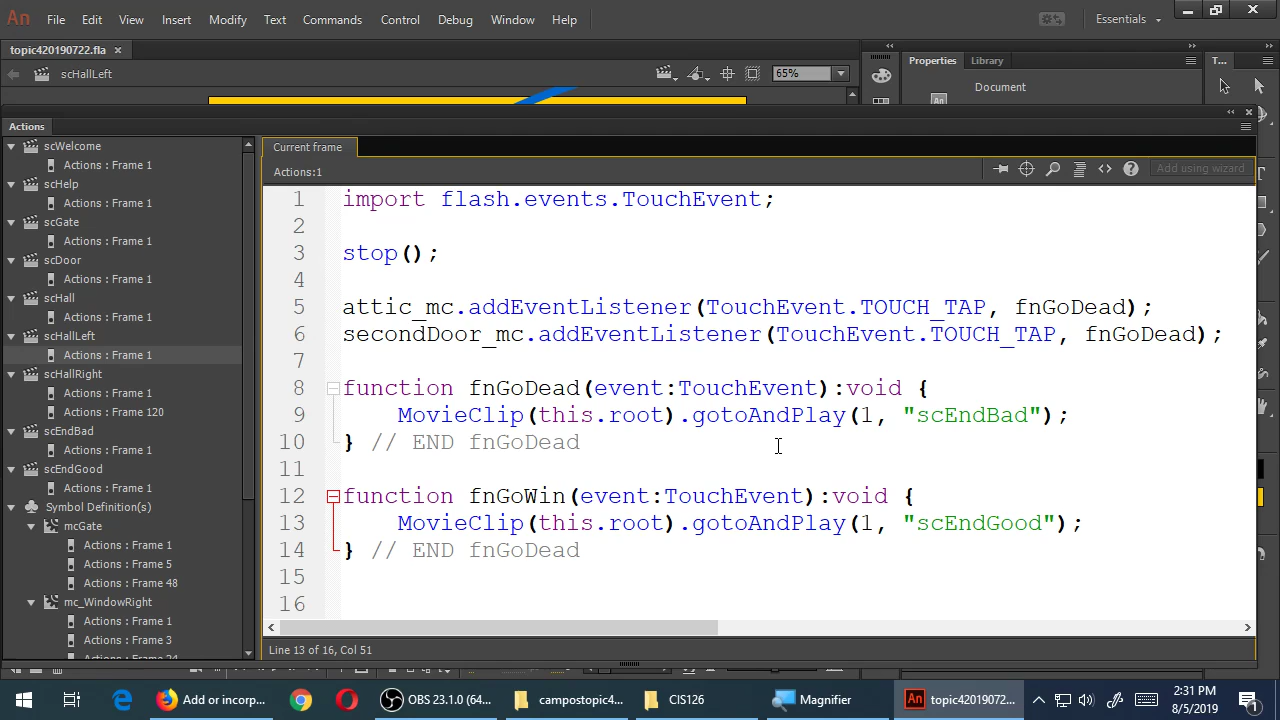 An File Edit View Insert Modify Text Commands Control Debug Window Help Essentials
topic420190722.fla ×
scHallLeft 65% Properties Library T...
An Document
Actions
Current frame
Actions:1 Add using wizard
scWelcome
Actions : Frame 1
scHelp
Actions : Frame 1
scGate
Actions : Frame 1
scDoor
Actions : Frame 1
scHall
Actions : Frame 1
scHallLeft
Actions : Frame 1
scHallRight
Actions : Frame 1
Actions : Frame 120
scEndBad
Actions : Frame 1
scEndGood
Actions : Frame 1
Symbol Definition(s)
mcGate
Actions : Frame 1
Actions : Frame 5
Actions : Frame 48
mc_WindowRight
Actions : Frame 1
Actions : Frame 3
Actions : Frame 24
1 import flash.events.TouchEvent;
2
3 stop();
4
5 attic_mc.addEventListener(TouchEvent.TOUCH_TAP, fnGoDead);
6 secondDoor_mc.addEventListener(TouchEvent.TOUCH_TAP, fnGoDead);
7
8 function fnGoDead(event:TouchEvent):void {
9 MovieClip(this.root).gotoAndPlay(1, "scEndBad");
10 } // END fnGoDead
11
12 function fnGoWin(event:TouchEvent):void {
13 MovieClip(this.root).gotoAndPlay(1, "scEndGood");
14 } // END fnGoDead
15
16
Line 13 of 16, Col 51
Add or incorp... OBS 23.1.0 (64... campostopic4... CIS126 Magnifier An topic42019072... 2:31 PM
8/5/2019
1